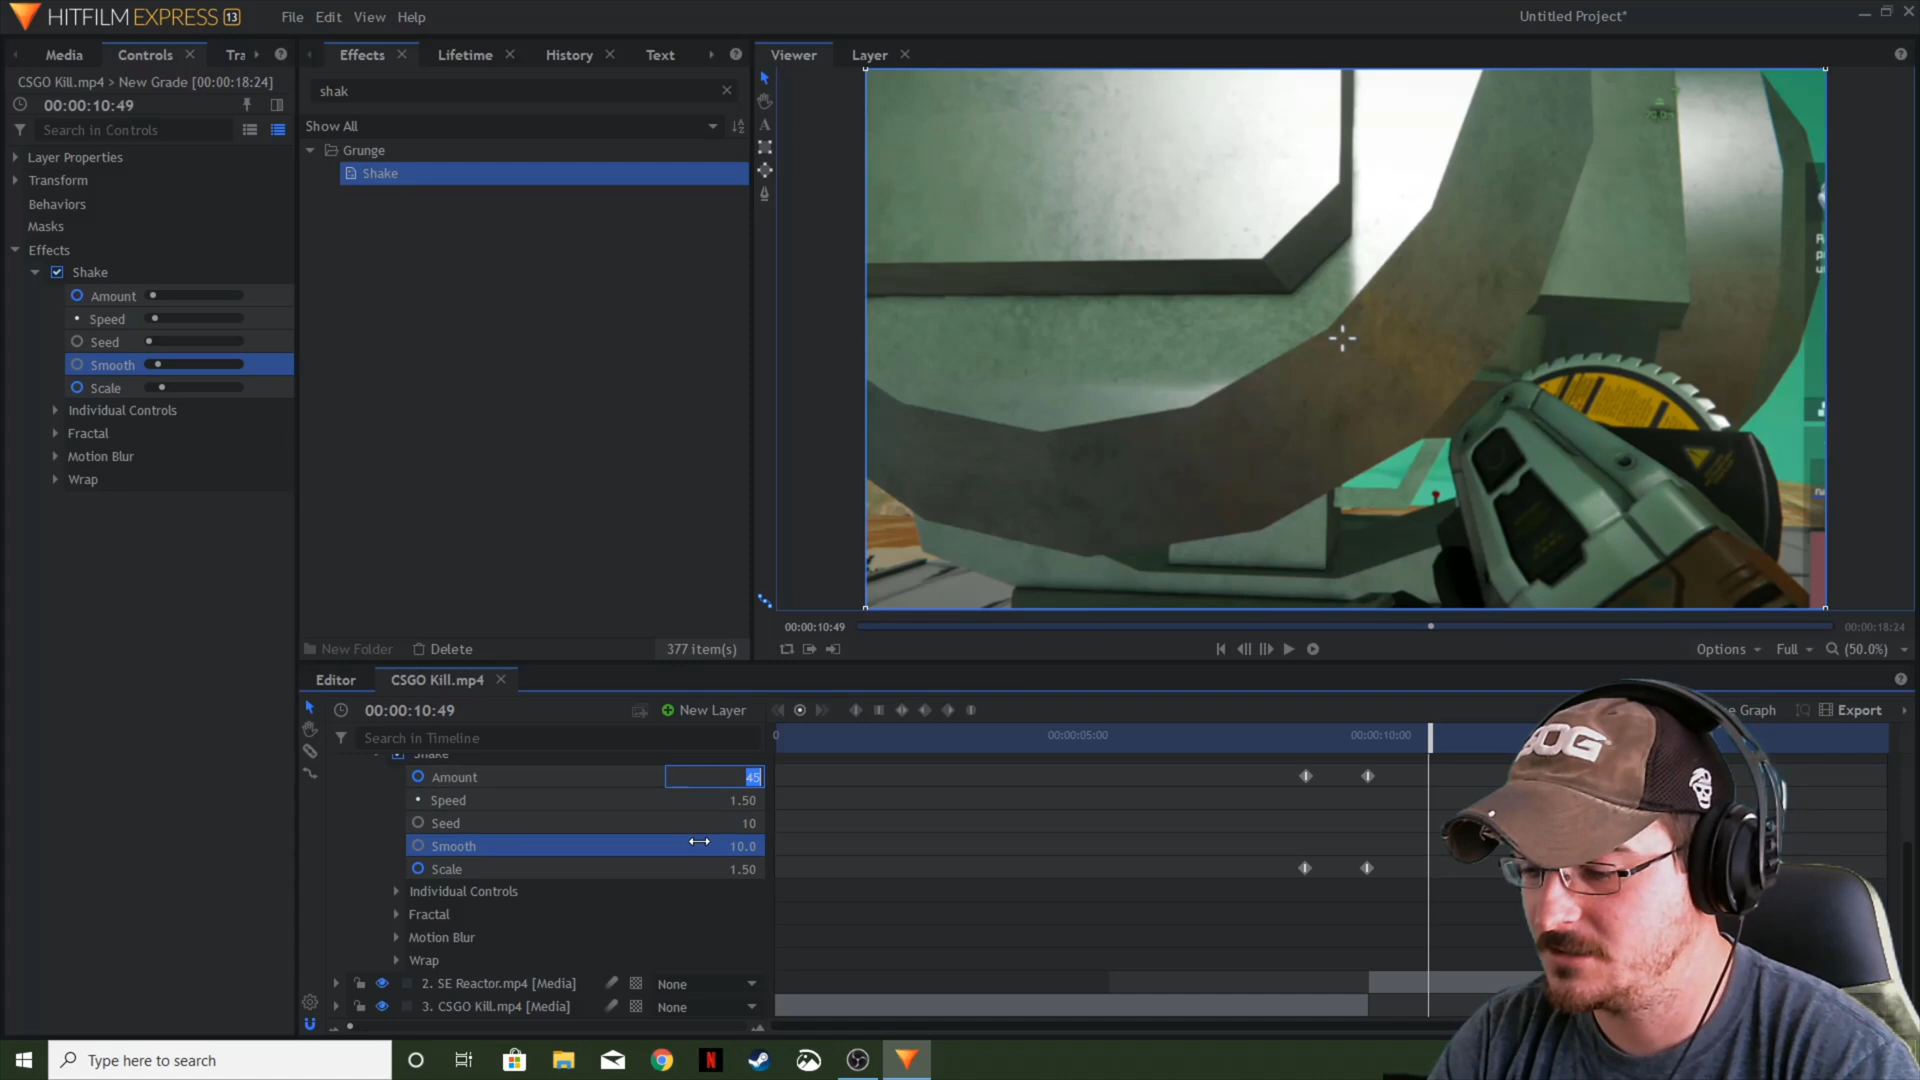 HITFILM EXPRESS 13
File Edit View Help
Untitled Project*
Media Controls Tra
Effects Lifetime History Text
Viewer Layer
CSGO Kill.mp4 > New Grade [00:00:18:24]
00:00:10:49
Search in Controls
Layer Properties
Transform
Behaviors
Masks
Effects
Shake
Amount
Speed
Seed
Smooth
Scale
Individual Controls
Fractal
Motion Blur
Wrap
shak
Show All
Grunge
Shake
New Folder Delete 377 item(s)
00:00:10:49
00:00:18:24
Options Full (50.0%)
Editor CSGO Kill.mp4
00:00:10:49 New Layer
e Graph Export
Search in Timeline
0 00:00:05:00 00:00:10:00
Shake
Amount 45
Speed 1.50
Seed 10
Smooth 10.0
Scale 1.50
Individual Controls
Fractal
Motion Blur
Wrap
2. SE Reactor.mp4 [Media] None
3. CSGO Kill.mp4 [Media] None
SOG
Type here to search
N